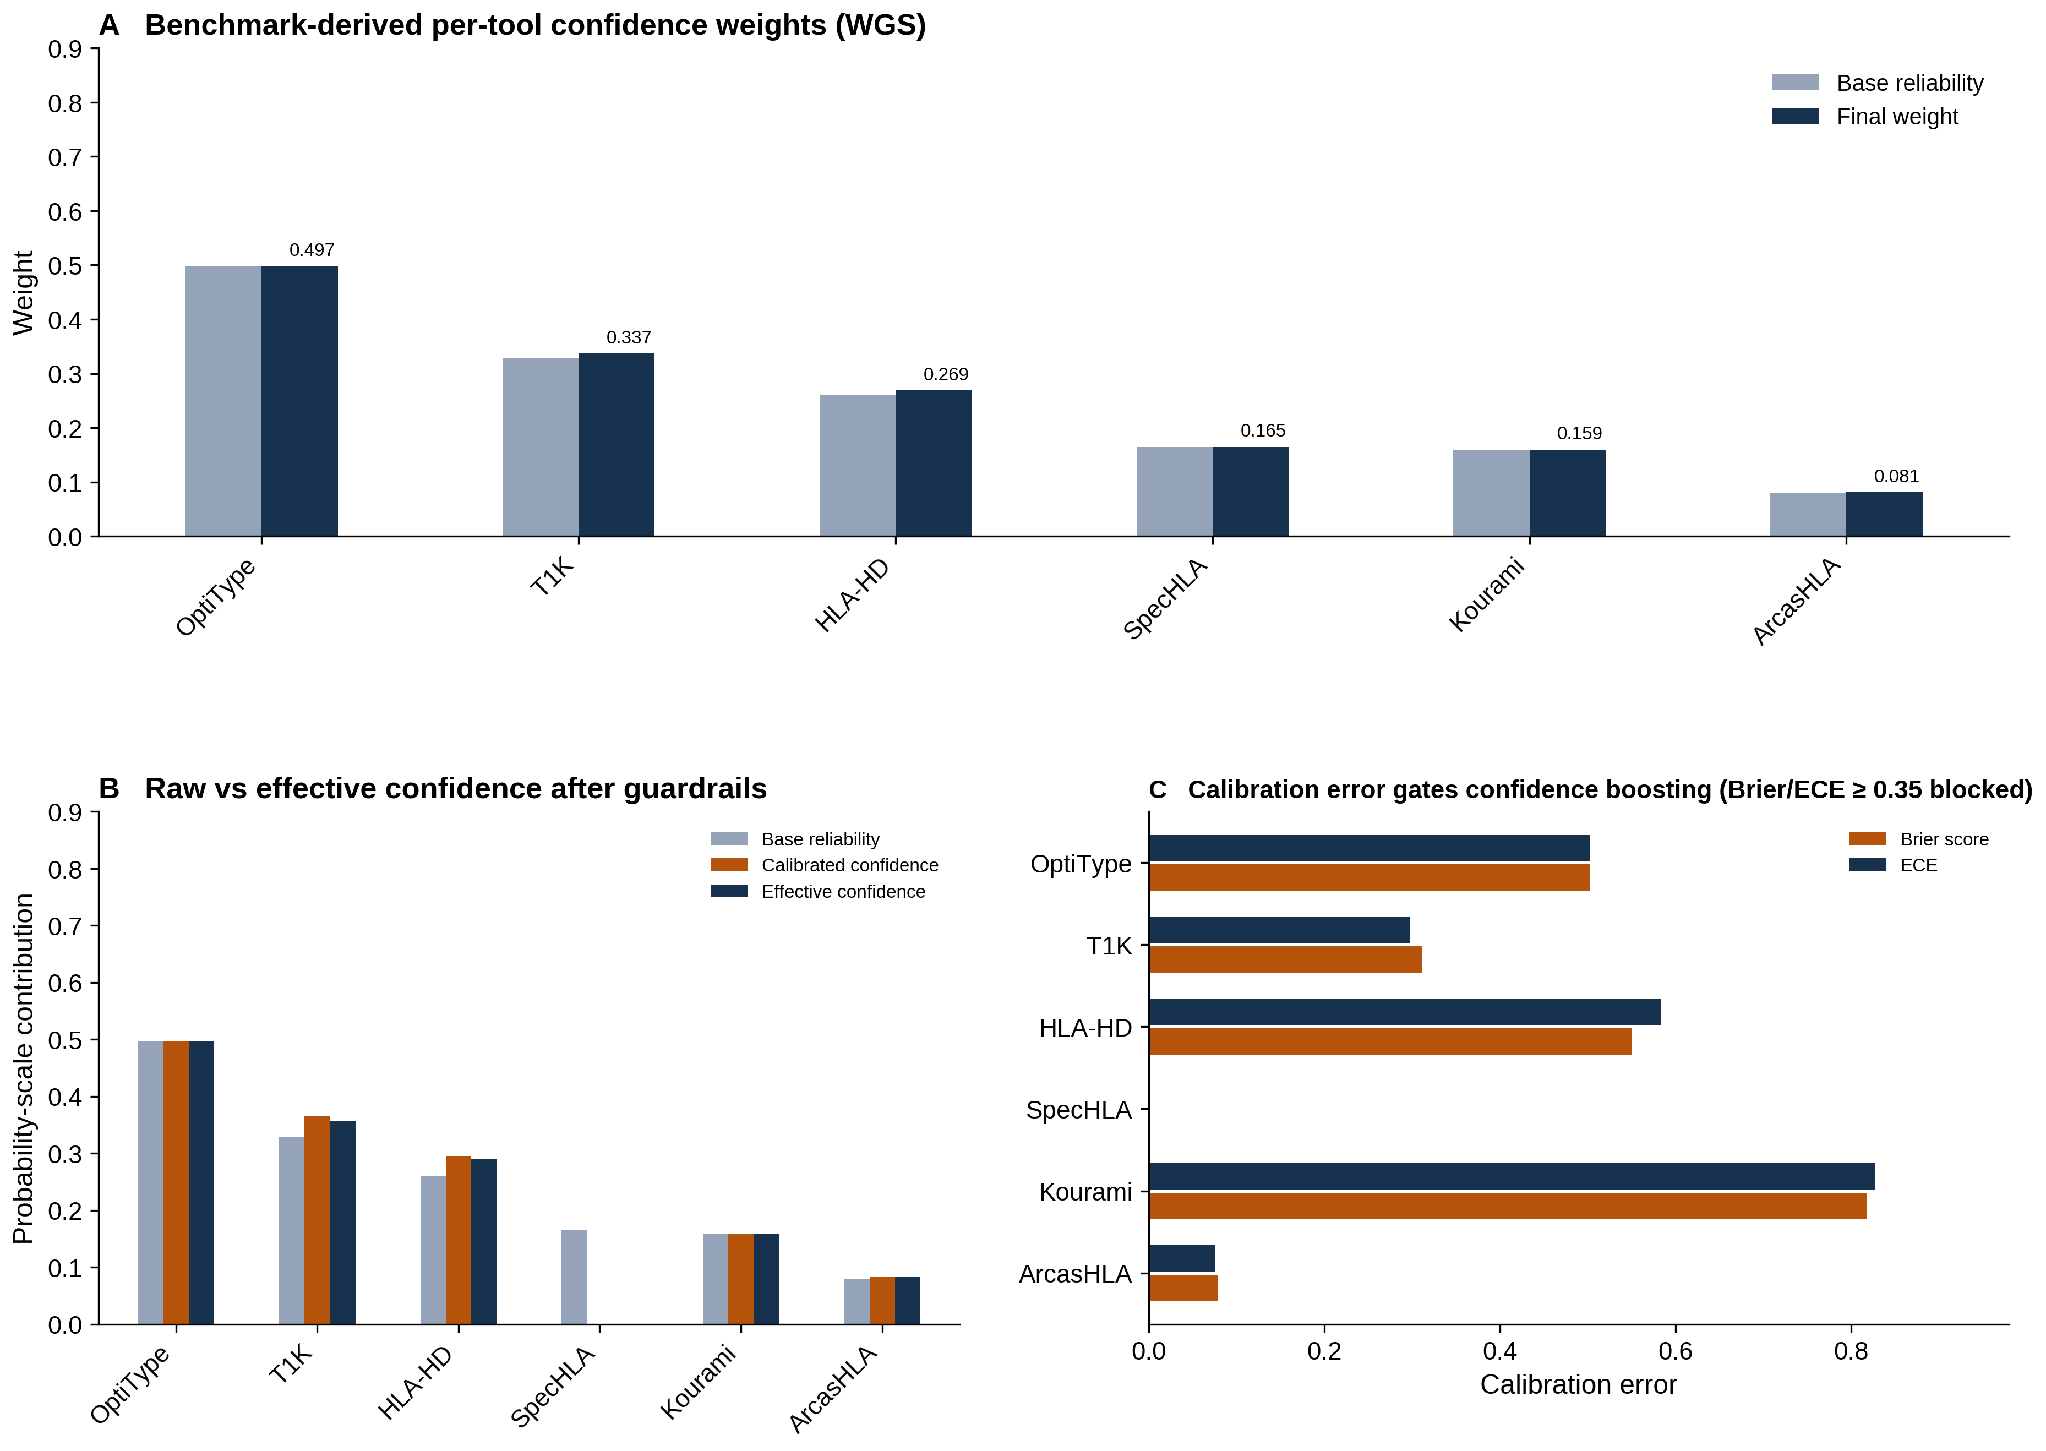 A Benchmark-derived per-tool confidence weights (WGS)
0.9
0.8
0.7
0.6
0.5
0.4
0.3
0.2
0.1
0.0
Weight
Base reliability
Final weight
0.497
0.337
0.269
0.165
0.159
0.081
OptiType
T1K
HLA-HD
SpecHLA
Kourami
ArcasHLA
B Raw vs effective confidence after guardrails
0.9
0.8
0.7
0.6
0.5
0.4
0.3
0.2
0.1
0.0
Probability-scale contribution
Base reliability
Calibrated confidence
Effective confidence
OptiType
T1K
HLA-HD
SpecHLA
Kourami
ArcasHLA
C Calibration error gates confidence boosting (Brier/ECE ≥ 0.35 blocked)
Brier score
ECE
OptiType
T1K
HLA-HD
SpecHLA
Kourami
ArcasHLA
0.0
0.2
0.4
0.6
0.8
Calibration error